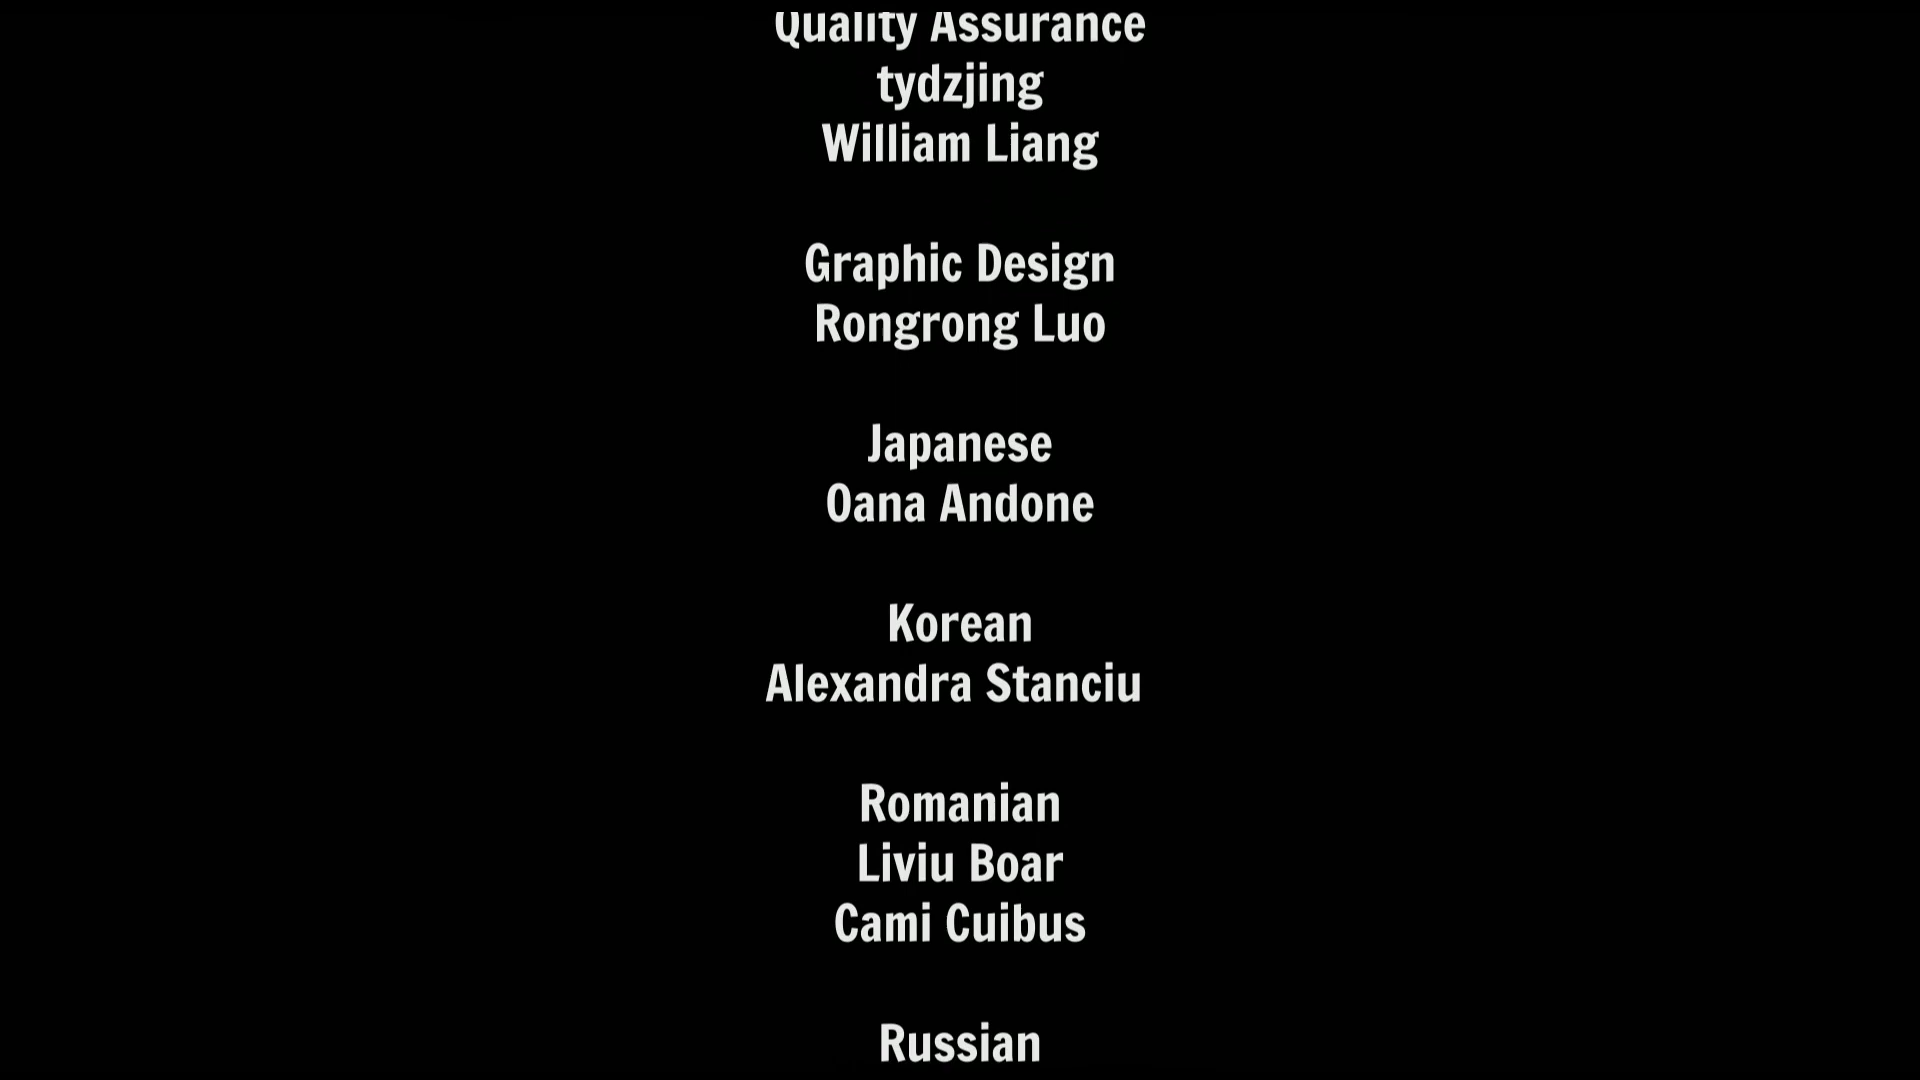 Quality Assurance
tydzjing
William Liang
Graphic Design
Rongrong Luo
Japanese
Oana Andone
Korean
Alexandra Stanciu
Romanian
Liviu Boar
Cami Cuibus
Russian